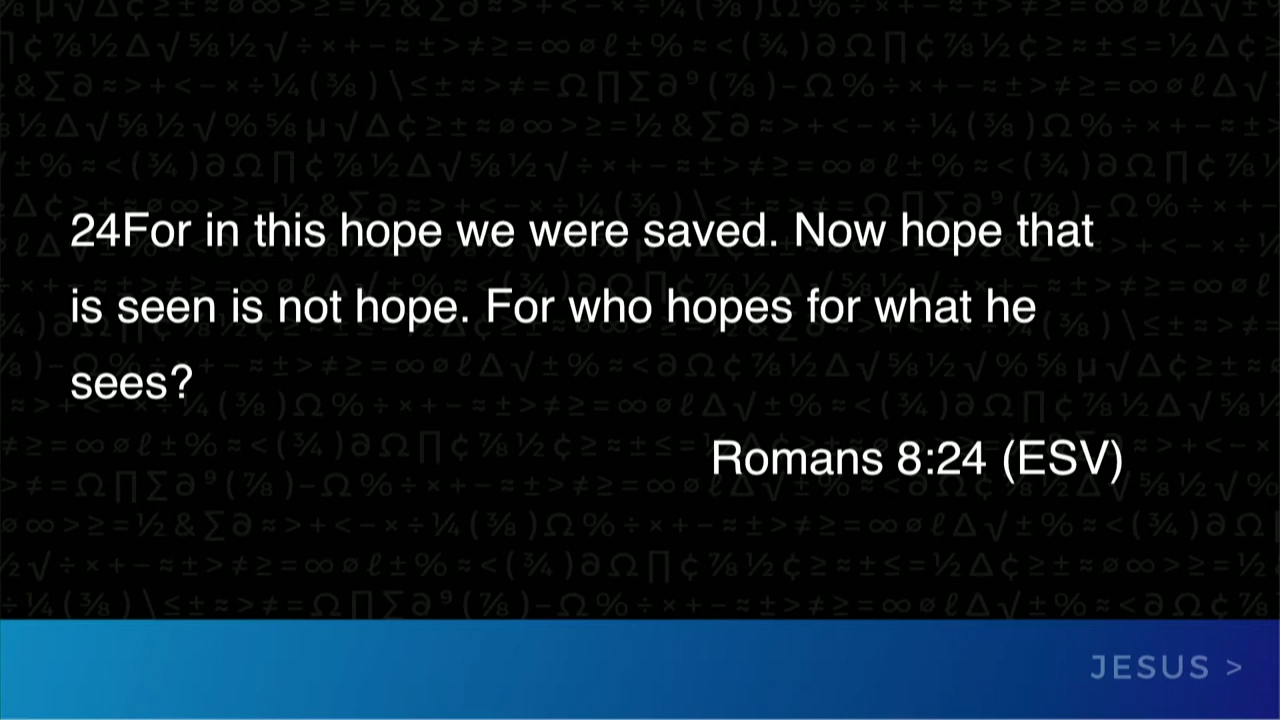 24For in this hope we were saved. Now hope that
is seen is not hope. For who hopes for what he
sees?
Romans 8:24 (ESV)
JESUS >